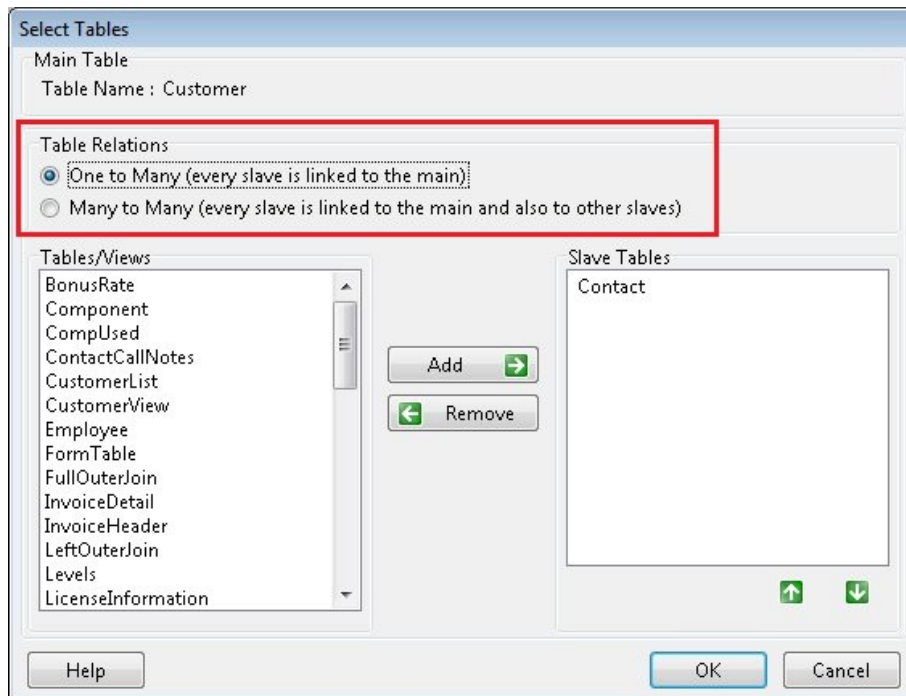 Select Tables
Main Table
Table Name : Customer
Table Relations
One to Many (every slave is linked to the main)
Many to Many (every slave is linked to the main and also to other slaves)
Tables/Views
BonusRate
Component
CompUsed
ContactCallNotes
CustomerList
CustomerView
Employee
FormTable
FullOuterJoin
InvoiceDetail
InvoiceHeader
LeftOuterJoin
Levels
LicenseInformation
Add
Remove
Slave Tables
Contact
Help
OK
Cancel